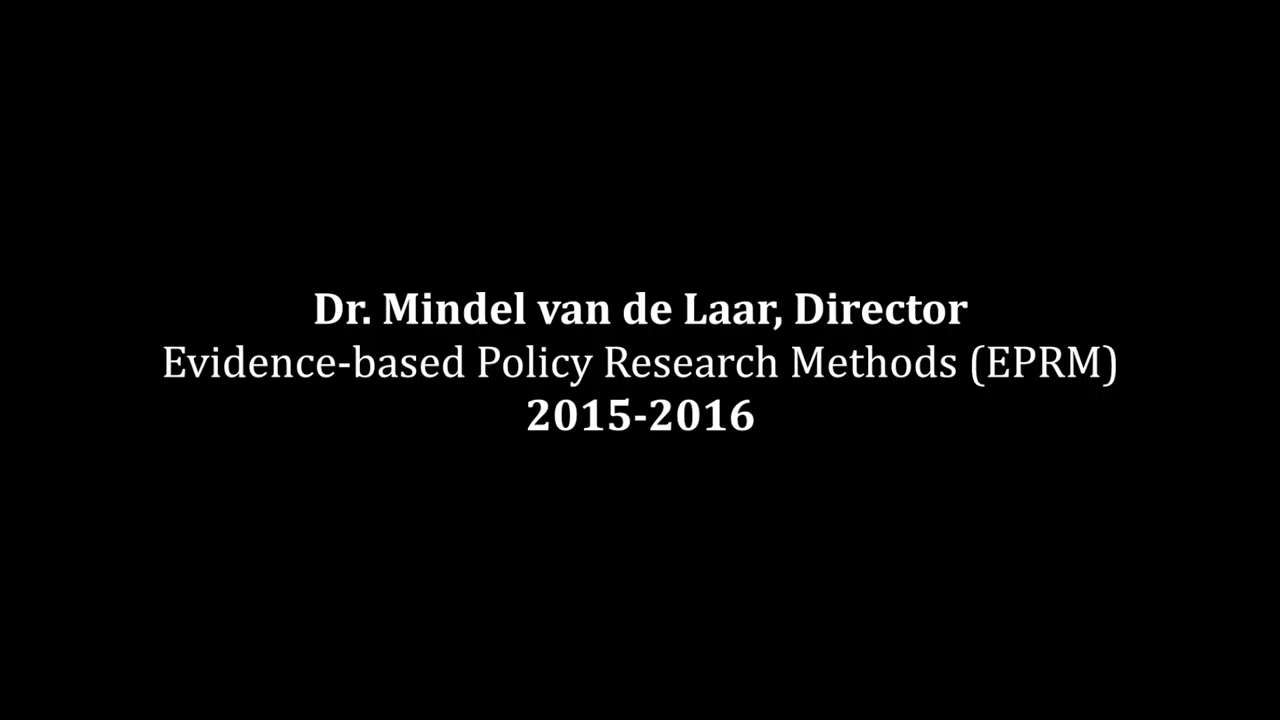 Dr. Mindel van de Laar, Director
Evidence-based Policy Research Methods (EPRM)
2015-2016